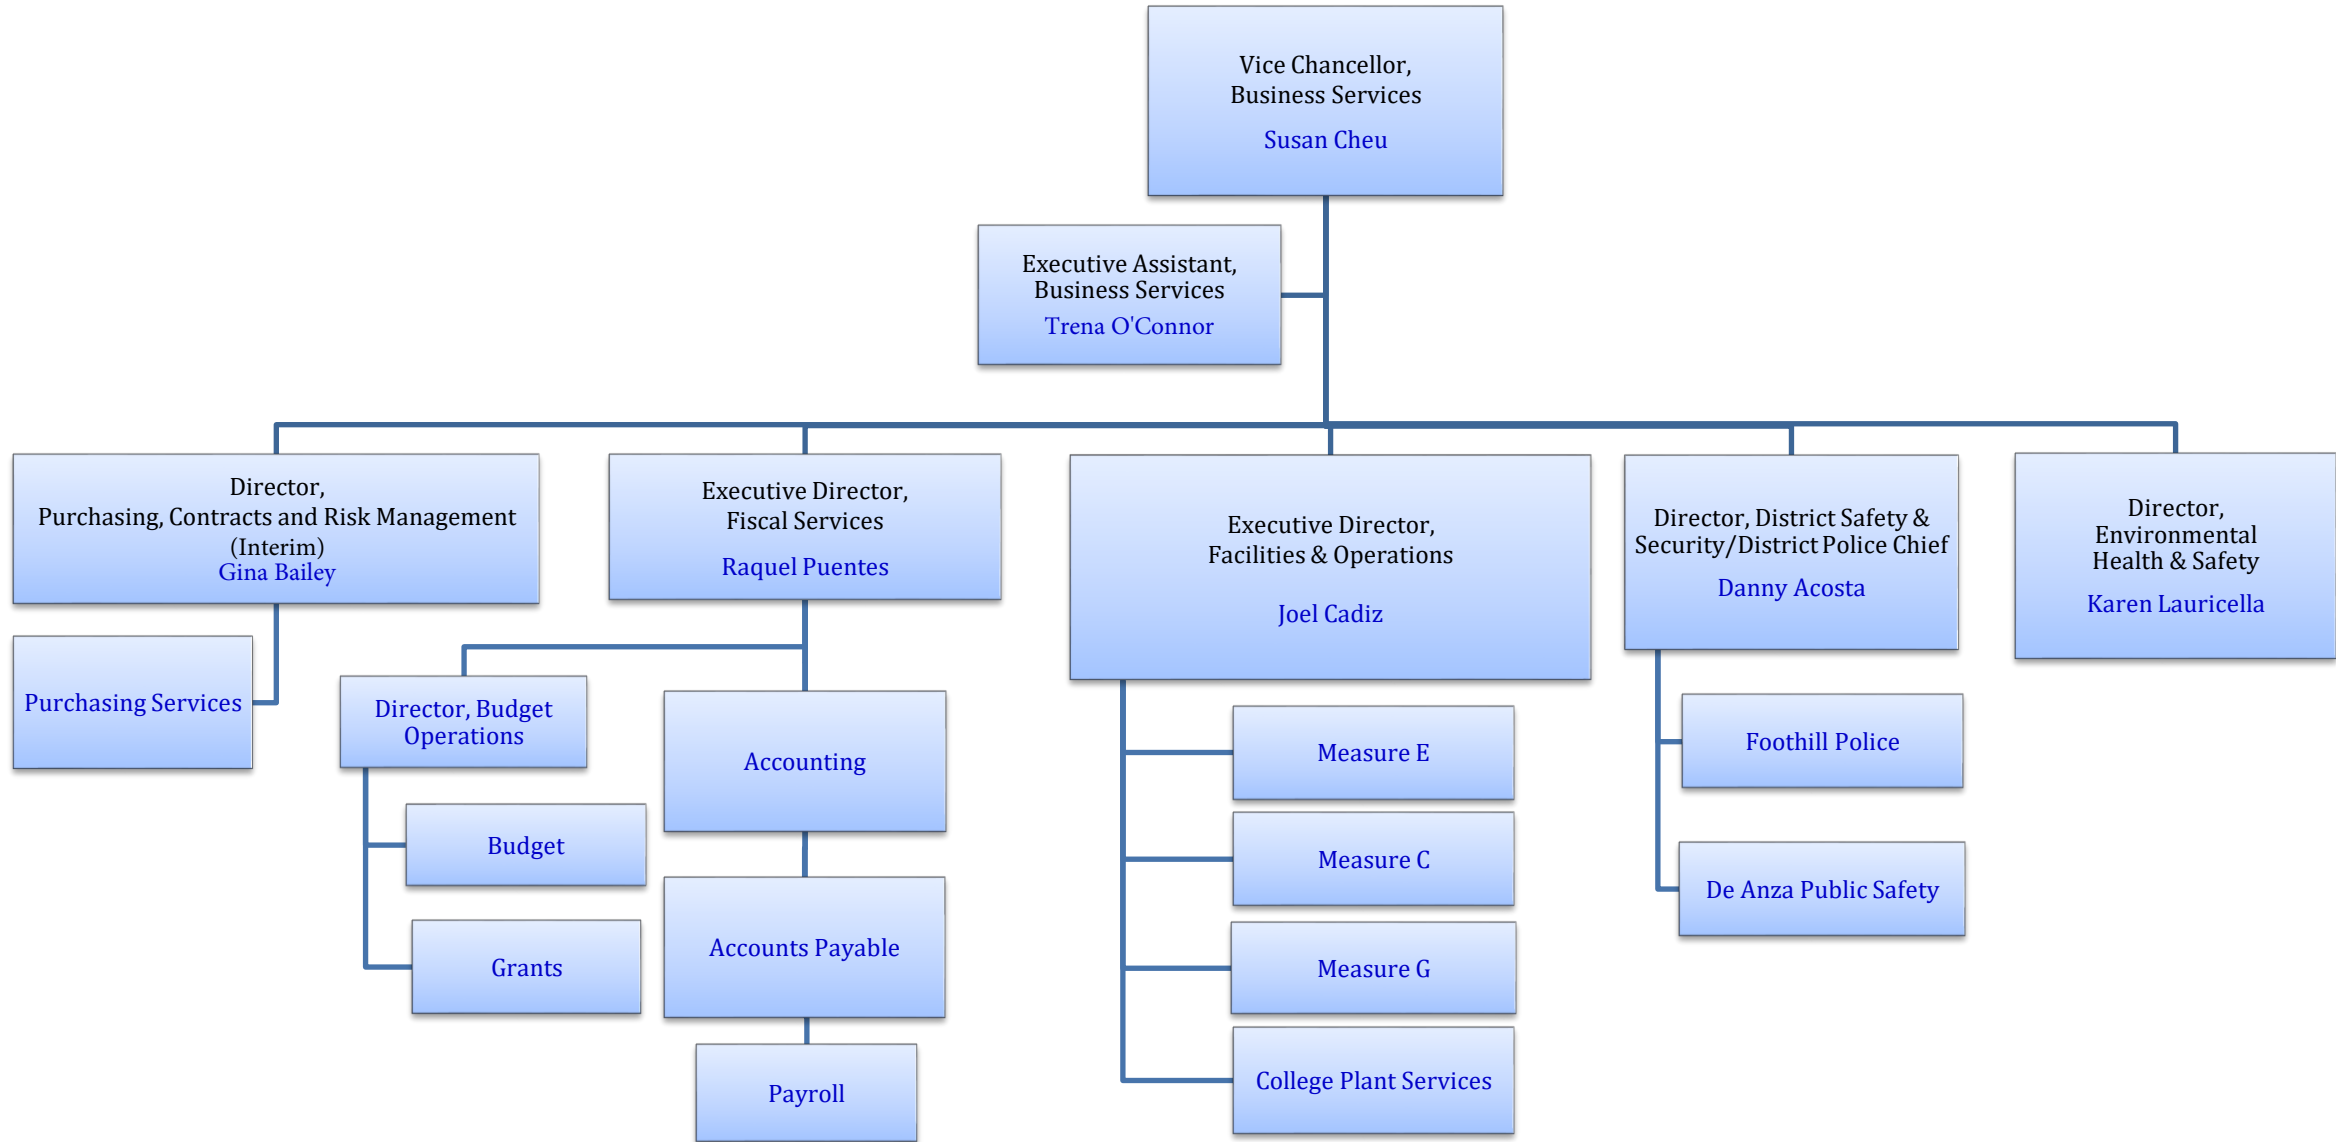 Vice Chancellor,
Business Services
Susan Cheu
Executive Assistant,
Business Services
Trena O'Connor
Director,
Purchasing, Contracts and Risk Management
(Interim)
Gina Bailey
Purchasing Services
Executive Director,
Fiscal Services
Raquel Puentes
Director, Budget
Operations
Budget
Grants
Accounting
Accounts Payable
Payroll
Executive Director,
Facilities & Operations
Joel Cadiz
Measure E
Measure C
Measure G
College Plant Services
Director, District Safety &
Security/District Police Chief
Danny Acosta
Foothill Police
De Anza Public Safety
Director,
Environmental
Health & Safety
Karen Lauricella